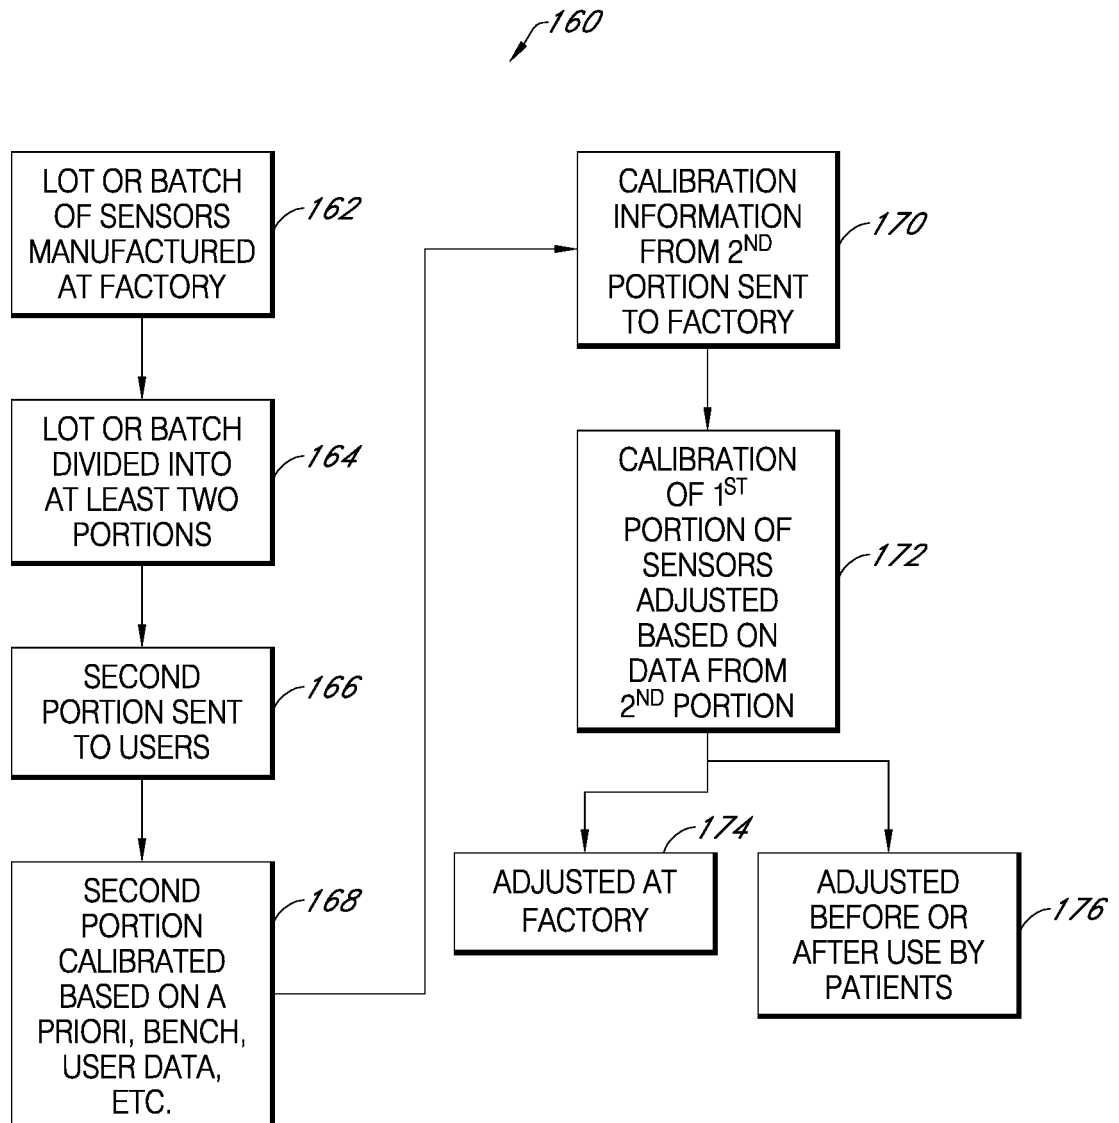 160
LOT OR BATCH
OF SENSORS
MANUFACTURED
AT FACTORY
162
LOT OR BATCH
DIVIDED INTO
AT LEAST TWO
PORTIONS
164
SECOND
PORTION SENT
TO USERS
166
SECOND
PORTION
CALIBRATED
BASED ON A
PRIORI, BENCH,
USER DATA,
ETC.
168
CALIBRATION
INFORMATION
FROM 2ND
PORTION SENT
TO FACTORY
170
CALIBRATION
OF 1ST
PORTION OF
SENSORS
ADJUSTED
BASED ON
DATA FROM
2ND PORTION
172
ADJUSTED AT
FACTORY
174
ADJUSTED
BEFORE OR
AFTER USE BY
PATIENTS
176